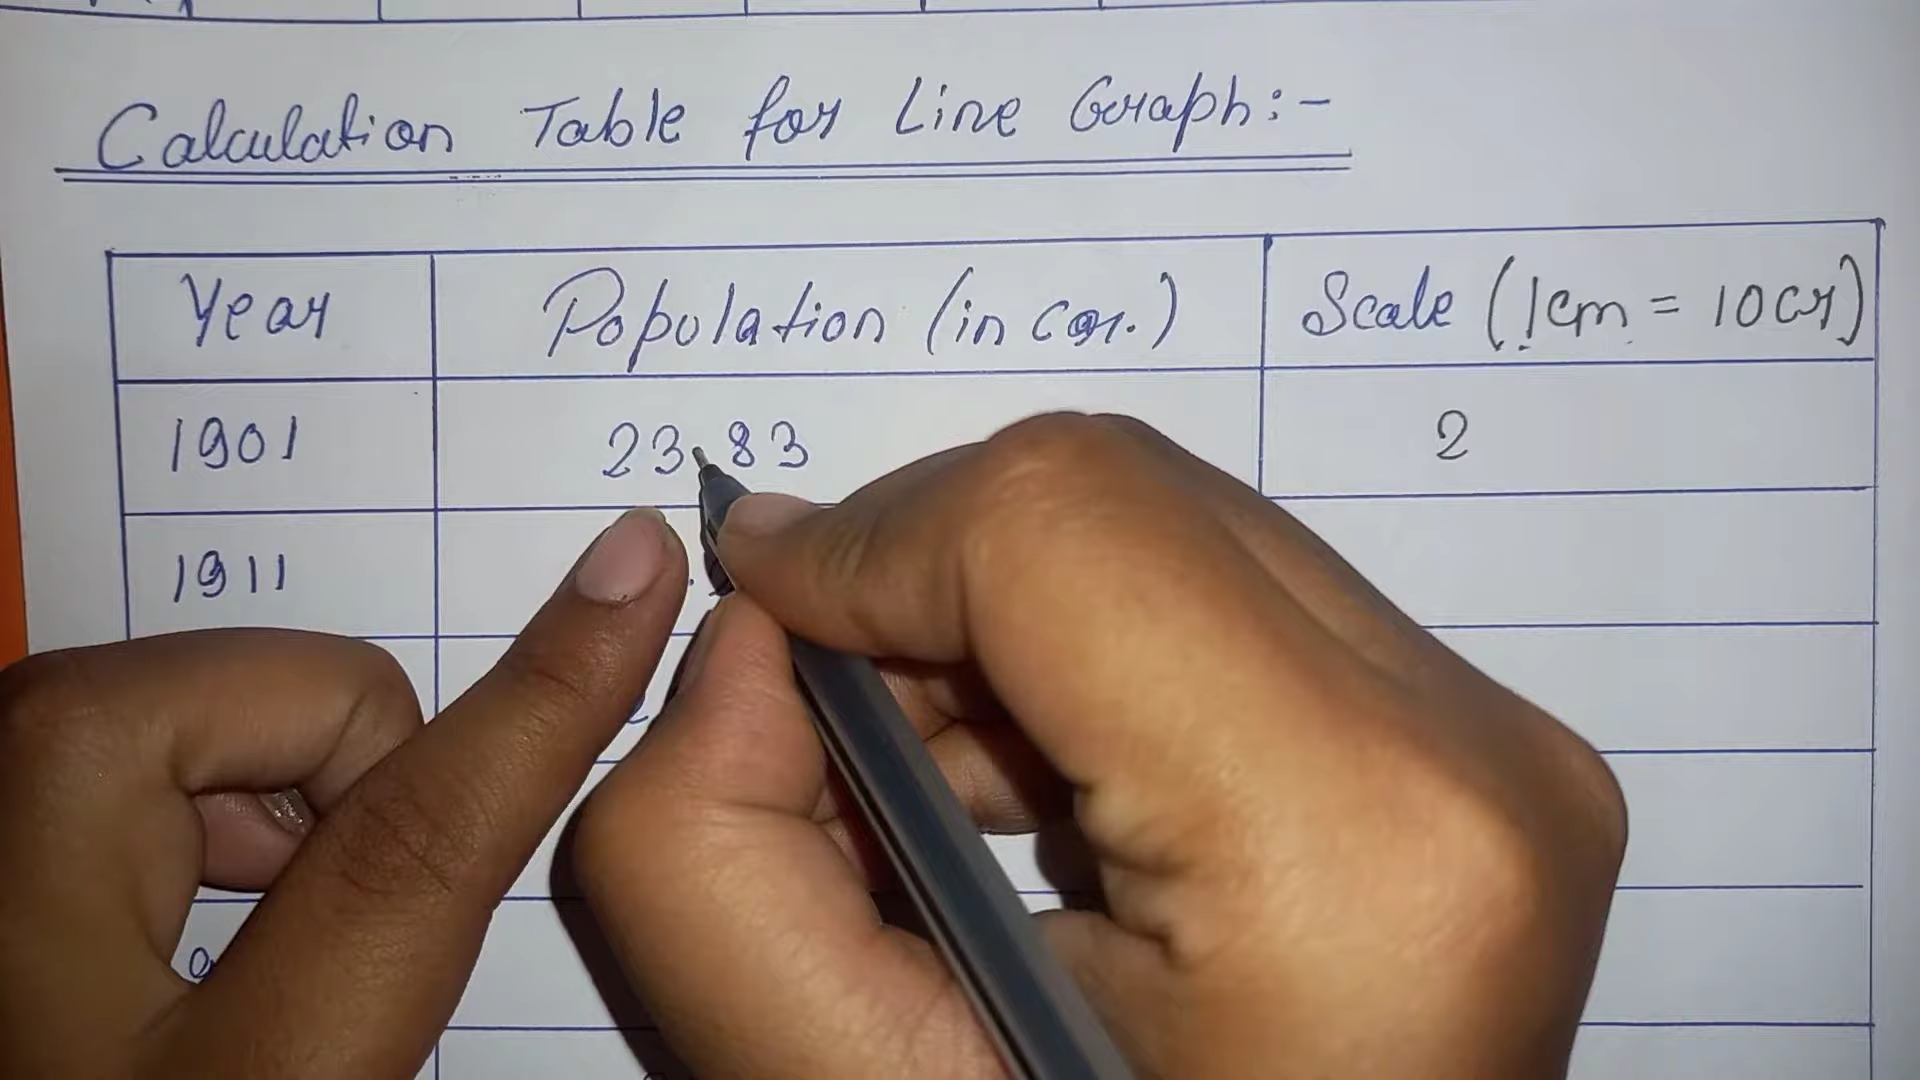 Calculation Table for Line Graph:-
Year Population (in cr.) Scale (1cm = 10cr)
1901 23.83 2
1911